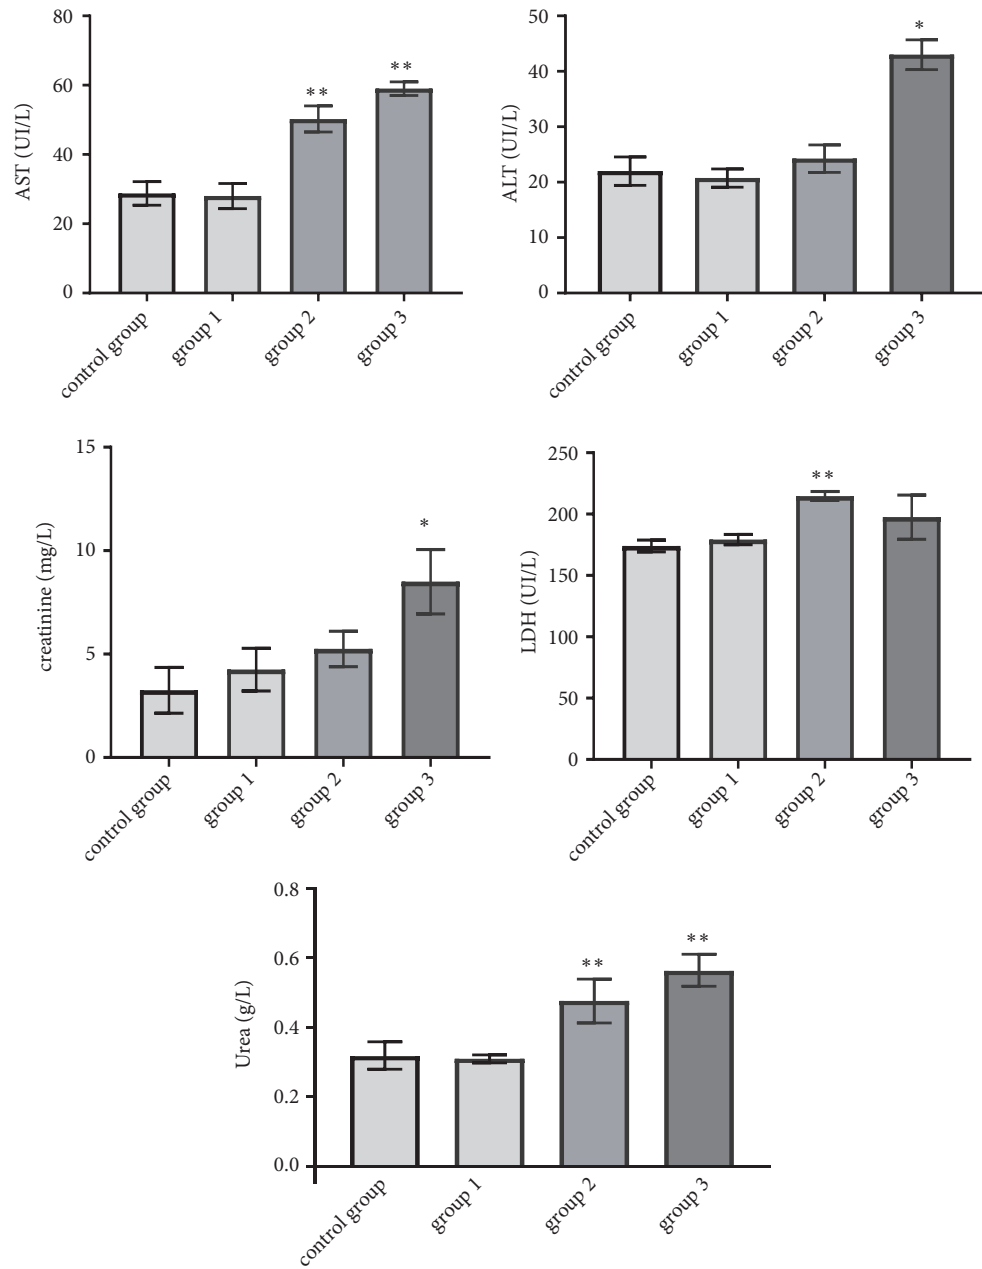 80
60
40
20
0
AST (UI/L)
**
**
control group
group 1
group 2
group 3
50
40
30
20
10
0
ALT (UI/L)
*
control group
group 1
group 2
group 3
15
10
5
0
creatinine (mg/L)
*
control group
group 1
group 2
group 3
250
200
150
100
50
0
LDH (UI/L)
**
control group
group 1
group 2
group 3
0.8
0.6
0.4
0.2
0.0
Urea (g/L)
**
**
control group
group 1
group 2
group 3